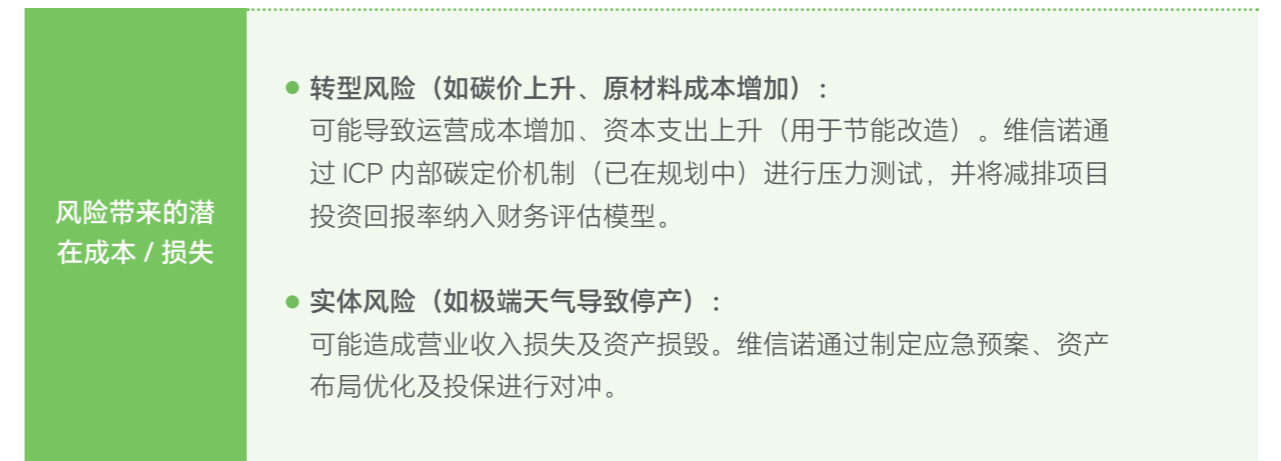 风险带来的潜
在成本 / 损失
转型风险（如碳价上升、原材料成本增加）：
可能导致运营成本增加、资本支出上升（用于节能改造）。维信诺通
过 ICP 内部碳定价机制（已在规划中）进行压力测试，并将减排项目
投资回报率纳入财务评估模型。
实体风险（如极端天气导致停产）：
可能造成营业收入损失及资产损毁。维信诺通过制定应急预案、资产
布局优化及投保进行对冲。